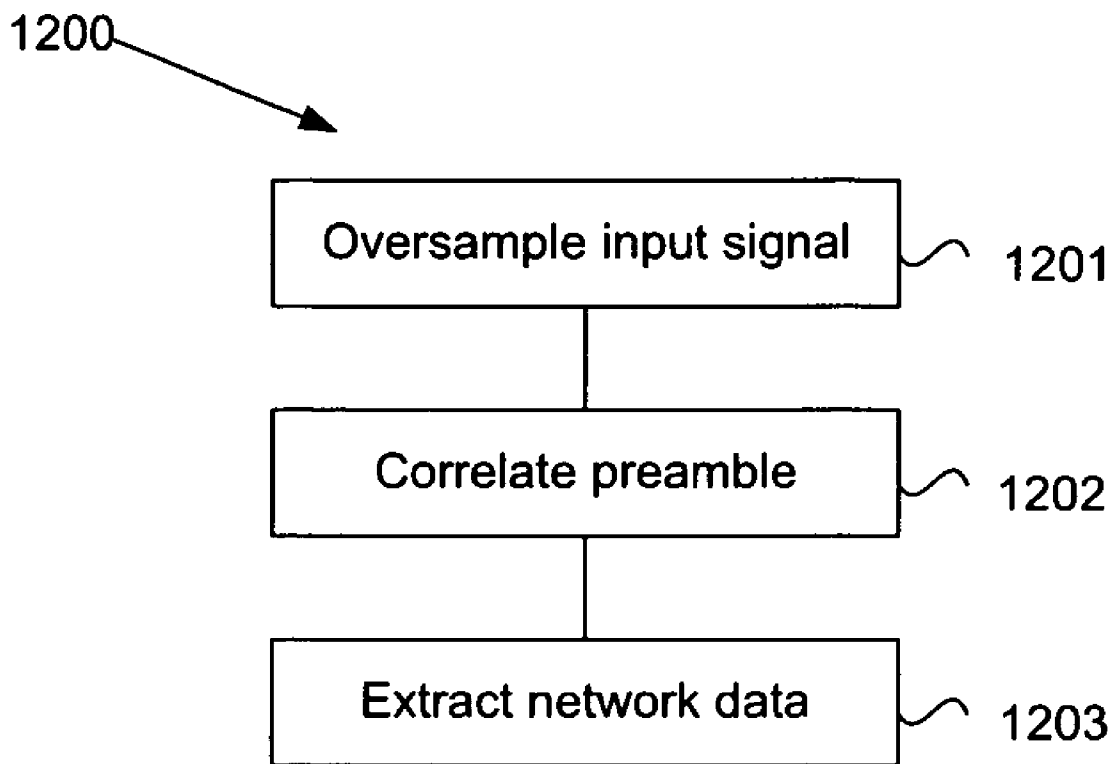 1200
Oversample input signal
1201
Correlate preamble
1202
Extract network data
1203